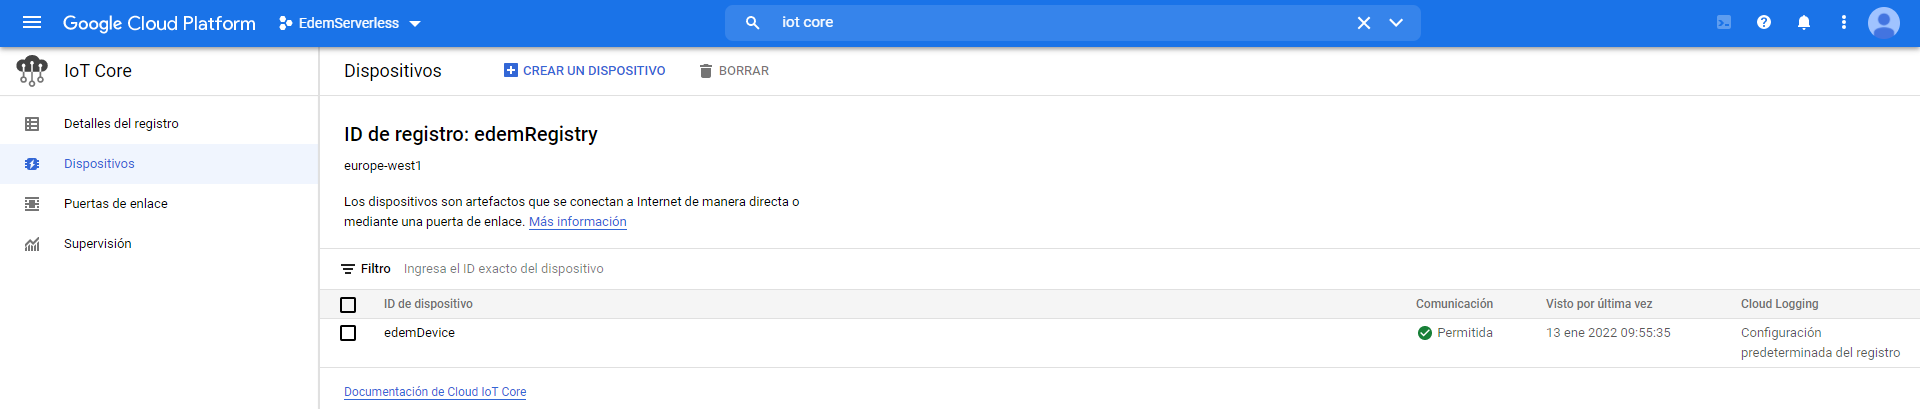 Google Cloud Platform
EdemServerless
iot core
IoT Core
Detalles del registro
Dispositivos
Puertas de enlace
Supervisión
Dispositivos
CREAR UN DISPOSITIVO
BORRAR
ID de registro: edemRegistry
europe-west1
Los dispositivos son artefactos que se conectan a Internet de manera directa o
mediante una puerta de enlace. Más información
Filtro Ingresa el ID exacto del dispositivo
ID de dispositivo Comunicación Visto por última vez Cloud Logging
edemDevice Permitida 13 ene 2022 09:55:35 Configuración
predeterminada del registro
Documentación de Cloud IoT Core